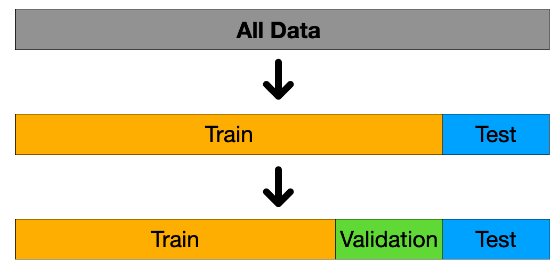 All Data
Train Test
Train Validation Test